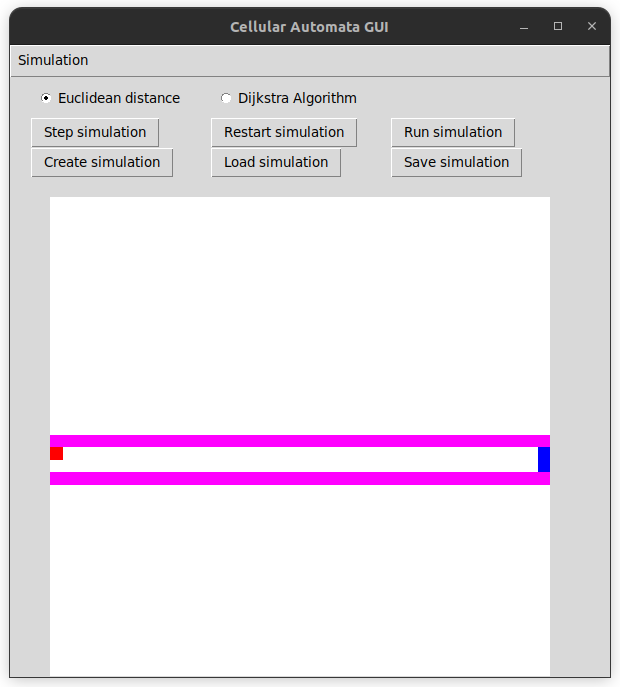 Cellular Automata GUI
Simulation
Euclidean distance Dijkstra Algorithm
Step simulation Restart simulation Run simulation
Create simulation Load simulation Save simulation